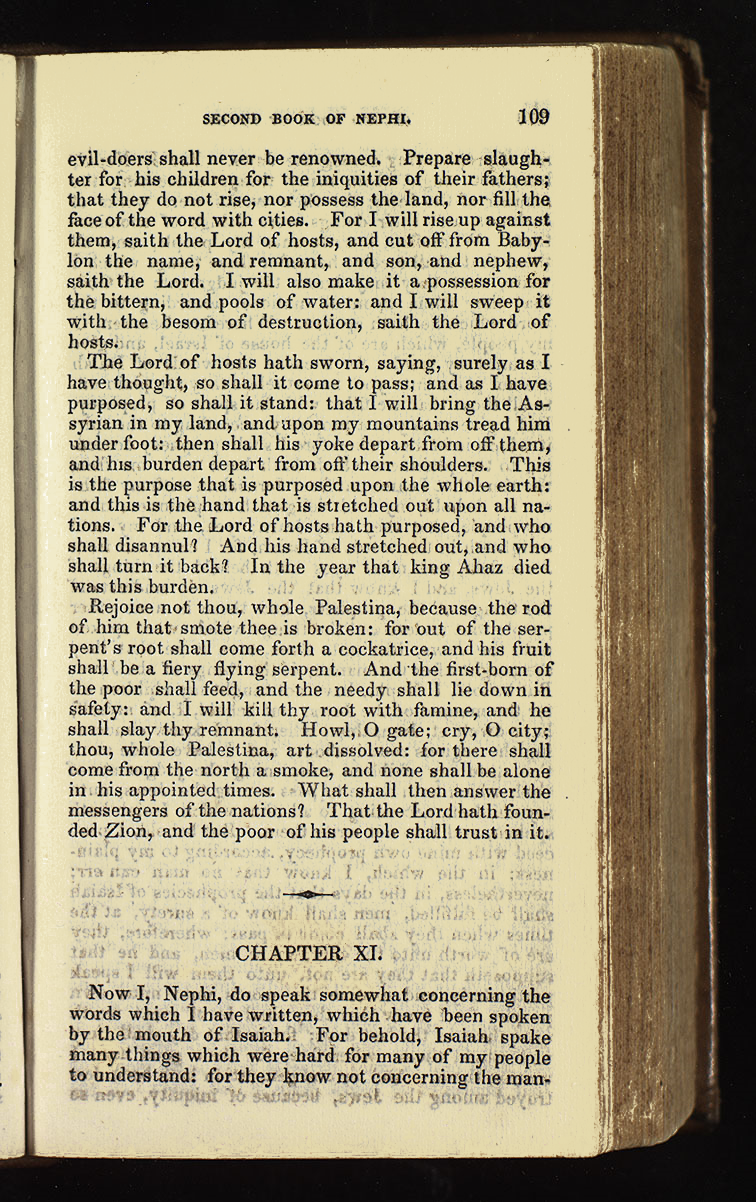 SECOND BOOK OF NEPHI. 109
evil-doers shall never be renowned. Prepare slaugh-
ter for his children for the iniquities of their fathers;
that they do not rise, nor possess the land, nor fill the
face of the word with cities. For I will rise up against
them, saith the Lord of hosts, and cut off from Baby-
lon the name, and remnant, and son, and nephew,
saith the Lord. I will also make it a possession for
the bittern, and pools of water: and I will sweep it
with the besom of destruction, saith the Lord of
hosts.
The Lord of hosts hath sworn, saying, surely as I
have thought, so shall it come to pass; and as I have
purposed, so shall it stand: that I will bring the As-
syrian in my land, and upon my mountains tread him
under foot: then shall his yoke depart from off them,
and his burden depart from off their shoulders. This
is the purpose that is purposed upon the whole earth:
and this is the hand that is stretched out upon all na-
tions. For the Lord of hosts hath purposed, and who
shall disannul? And his hand stretched out, and who
shall turn it back? In the year that king Ahaz died
was this burden.
Rejoice not thou, whole Palestina, because the rod
of him that smote thee is broken: for out of the ser-
pent's root shall come forth a cockatrice, and his fruit
shall be a fiery flying serpent. And the first-born of
the poor shall feed, and the needy shall lie down in
safety: and I will kill thy root with famine, and he
shall slay thy remnant. Howl, O gate; cry, O city;
thou, whole Palestina, art dissolved: for there shall
come from the north a smoke, and none shall be alone
in his appointed times. What shall then answer the
messengers of the nations? That the Lord hath foun-
ded Zion, and the poor of his people shall trust in it.
CHAPTER XI.
Now I, Nephi, do speak somewhat concerning the
words which I have written, which have been spoken
by the mouth of Isaiah. For behold, Isaiah spake
many things which were hard for many of my people
to understand: for they know not concerning the man-